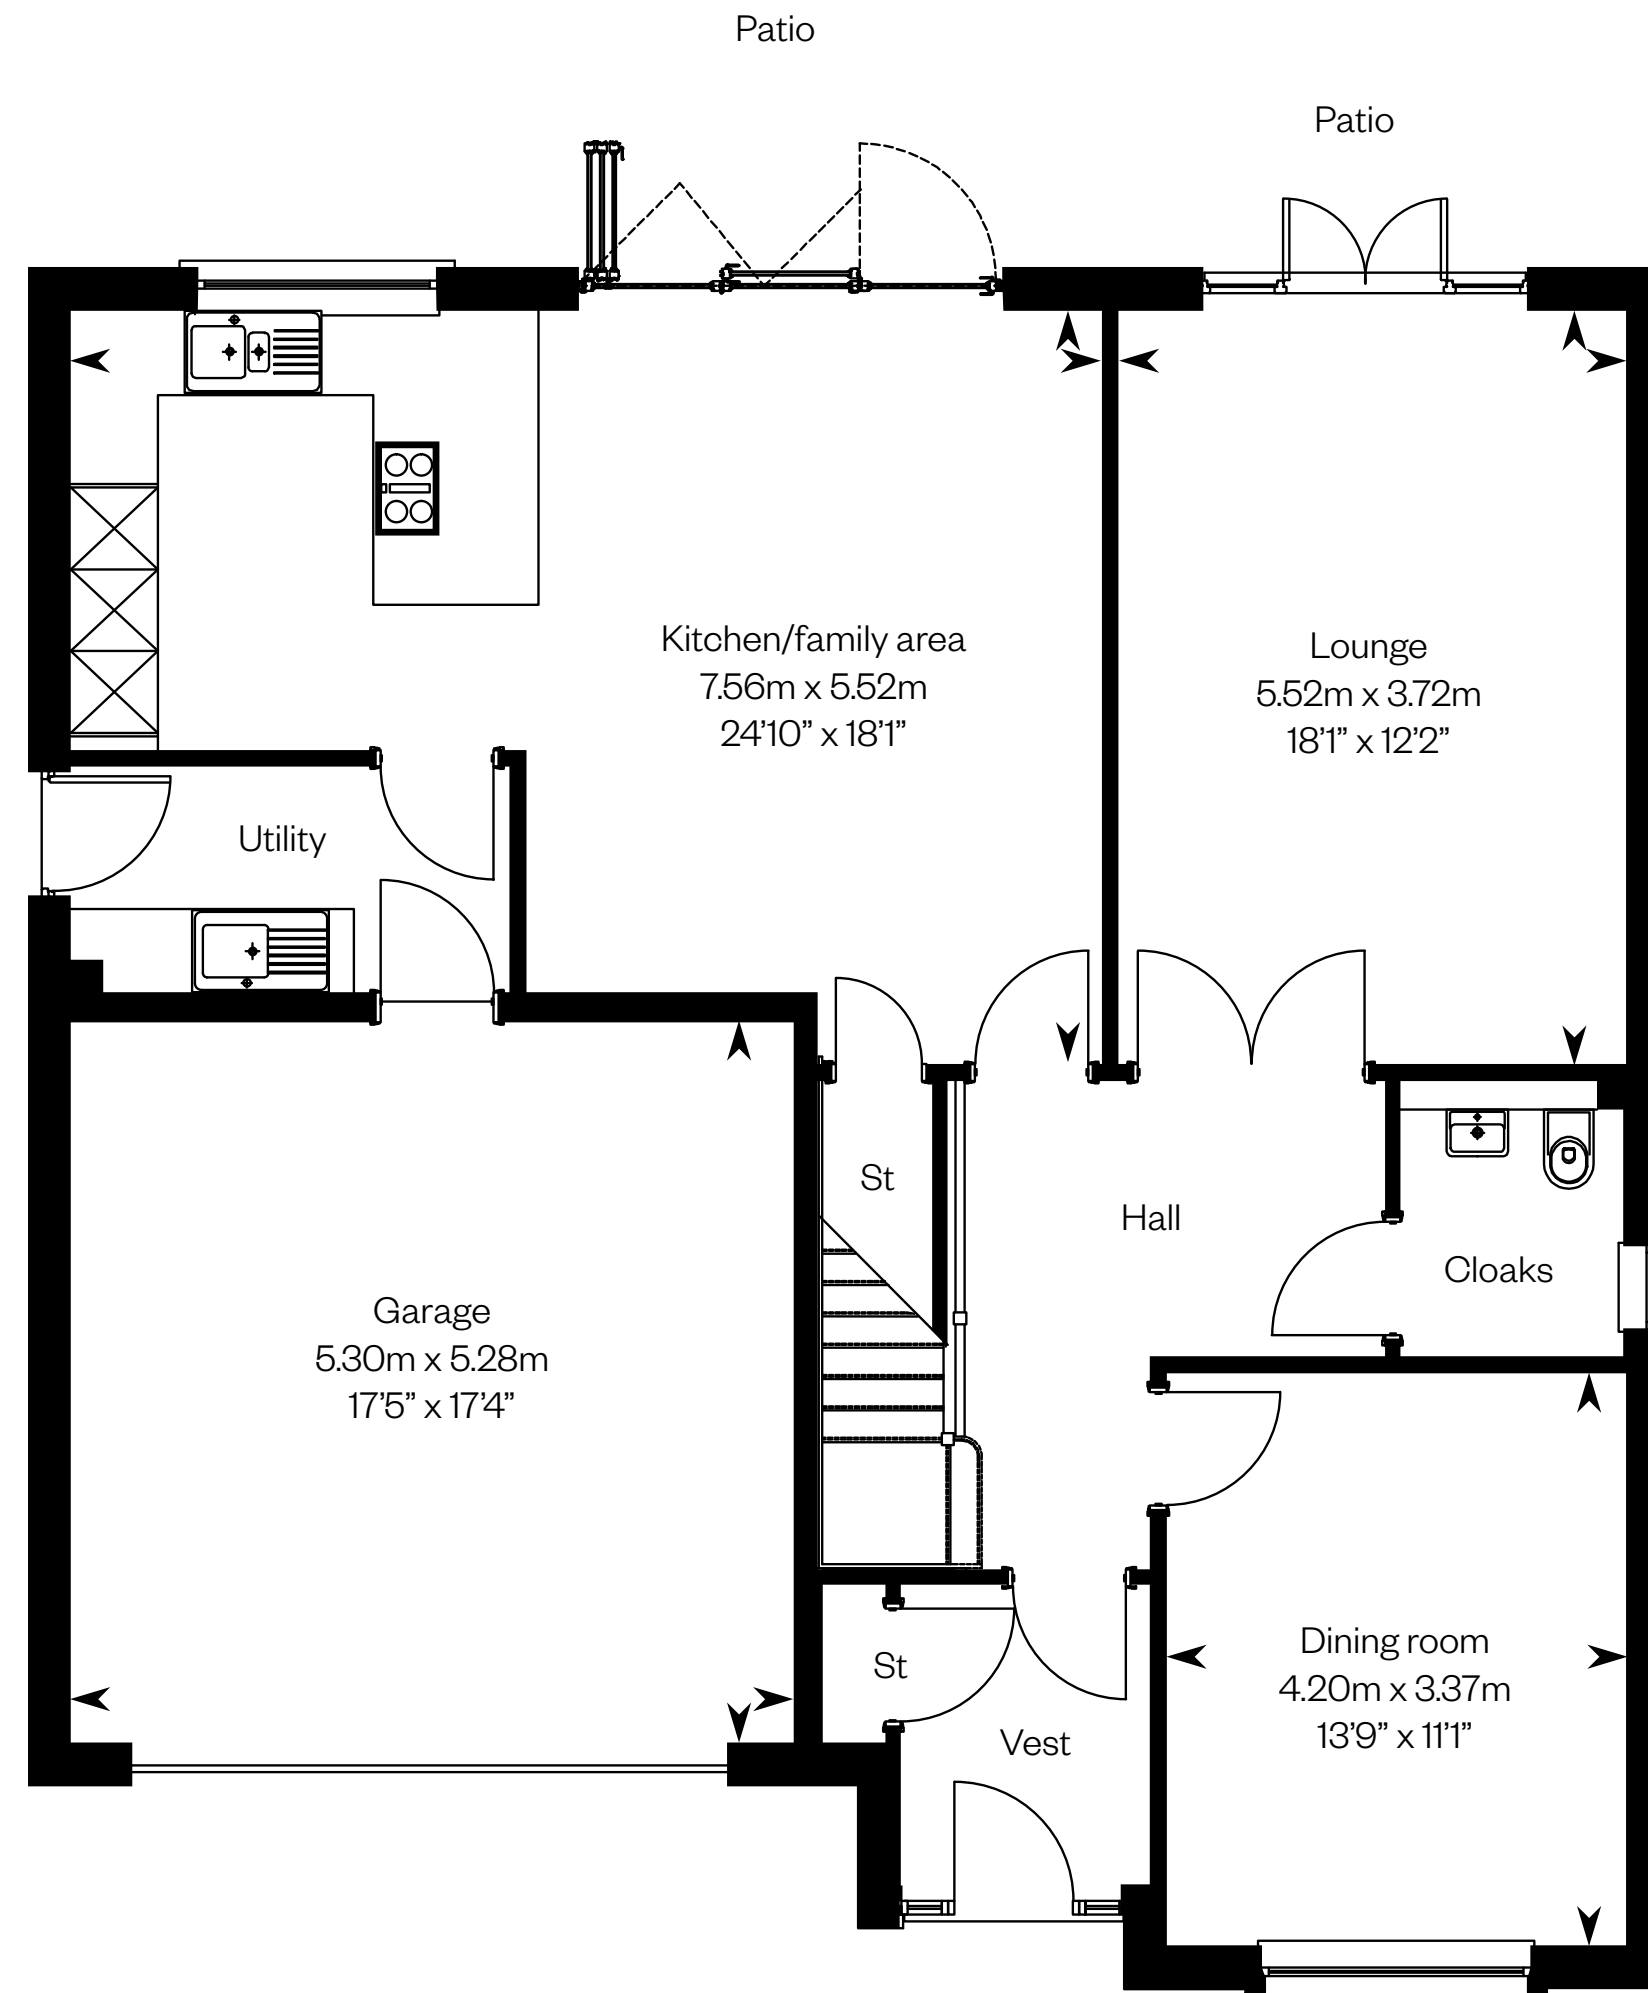 Patio
Patio
Kitchen/family area
7.56m x 5.52m
24’10” x 18’1”
Lounge
5.52m x 3.72m
18’1” x 12’2”
Utility
St
Hall
Cloaks
Garage
5.30m x 5.28m
17’5” x 17’4”
St
Vest
Dining room
4.20m x 3.37m
13’9” x 11’1”